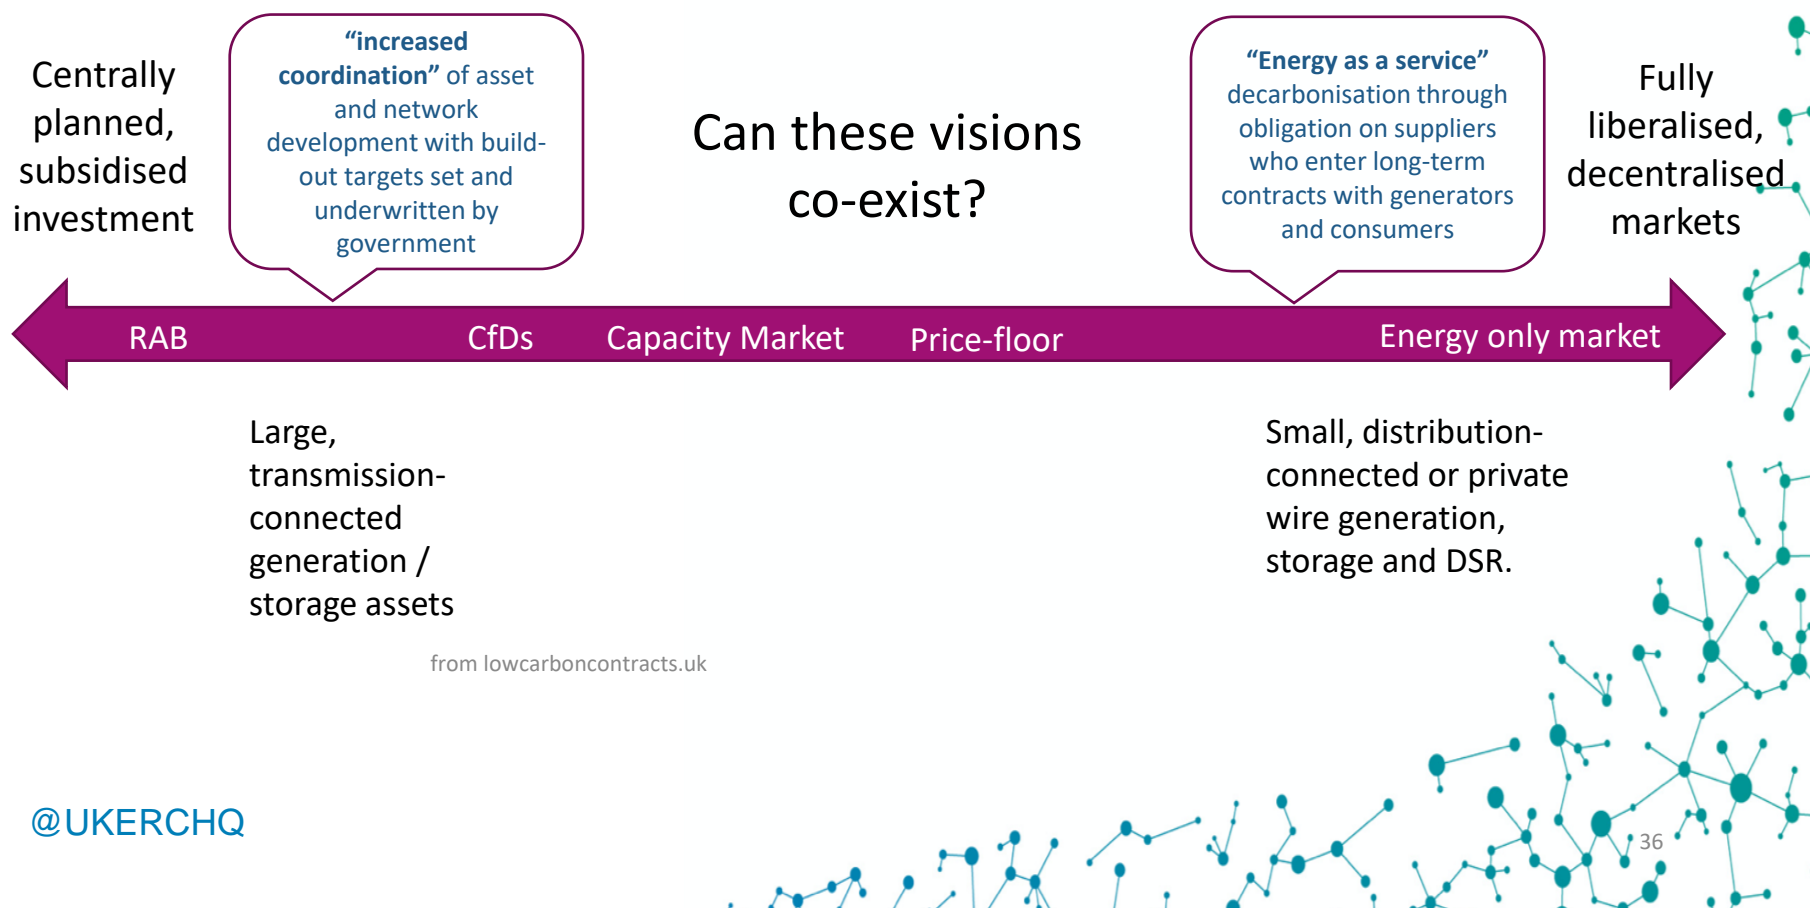 Centrally
planned,
subsidised
investment
“increased
coordination” of asset
and network
development with build-
out targets set and
underwritten by
government
Can these visions
co-exist?
“Energy as a service”
decarbonisation through
obligation on suppliers
who enter long-term
contracts with generators
and consumers
Fully
liberalised,
decentralised
markets
RAB
CfDs
Capacity Market
Price-floor
Energy only market
Large,
transmission-
connected
generation /
storage assets
Small, distribution-
connected or private
wire generation,
storage and DSR.
from lowcarboncontracts.uk
@UKERCHQ
36